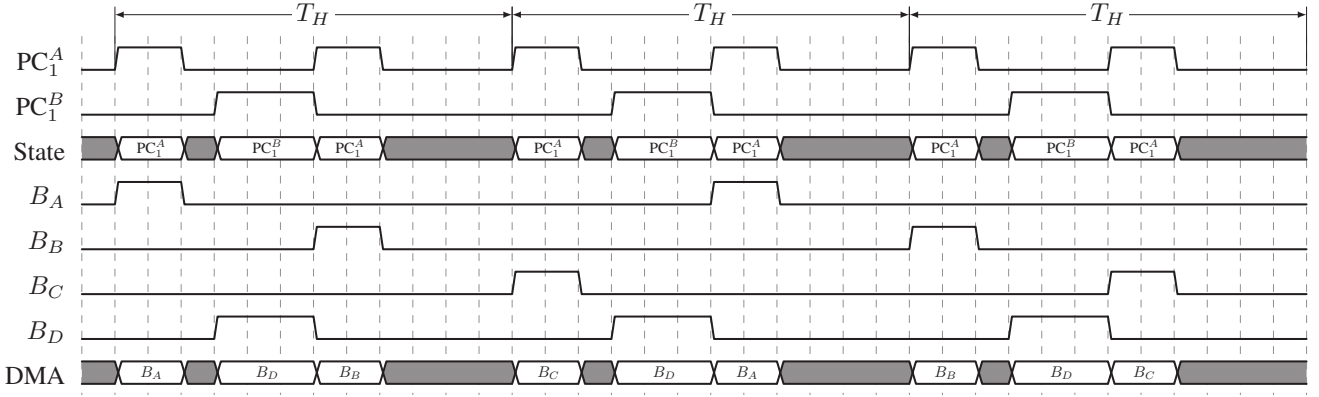 T_H T_H T_H
PC_1^A
PC_1^B
State PC_1^A PC_1^B PC_1^A PC_1^A PC_1^B PC_1^A PC_1^A PC_1^B PC_1^A
B_A
B_B
B_C
B_D
DMA B_A B_D B_B B_C B_D B_A B_B B_D B_C